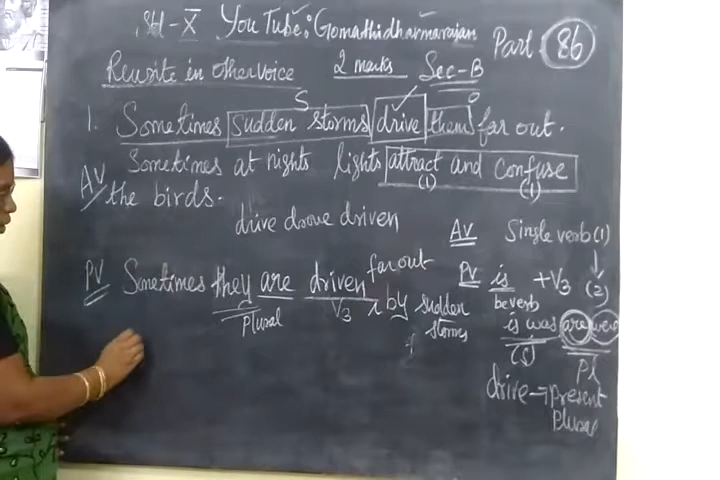 Std - X YouTube: Gomathidharmarajan Part 86
Rewrite in other voice 2 marks Sec-B
S O
1. Sometimes sudden storms drive them far out.
Sometimes at nights lights attract and confuse
(1) (1)
AV the birds.
drive drove driven
AV Single verb (1)
PV is + V3 (2)
be verb
is was are were
(S) Pl
drive → present
plural
PV Sometimes they are driven far out by sudden
storms
Plural V3